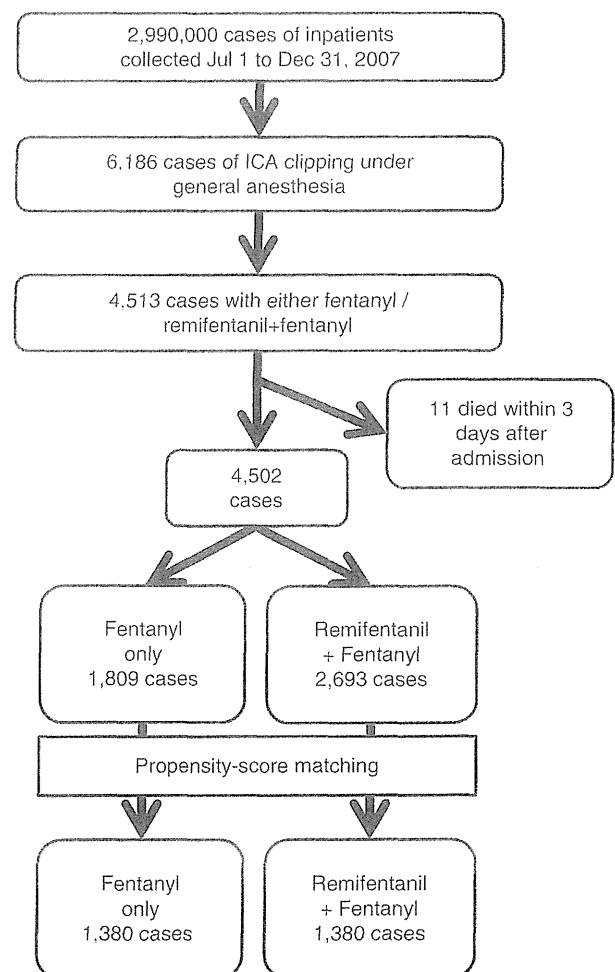 2,990,000 cases of inpatients
collected Jul 1 to Dec 31, 2007
6,186 cases of ICA clipping under
general anesthesia
4,513 cases with either fentanyl /
remifentanil+fentanyl
11 died within 3
days after
admission
4,502
cases
Fentanyl
only
1,809 cases
Remifentanil
+ Fentanyl
2,693 cases
Propensity-score matching
Fentanyl
only
1,380 cases
Remifentanil
+ Fentanyl
1,380 cases